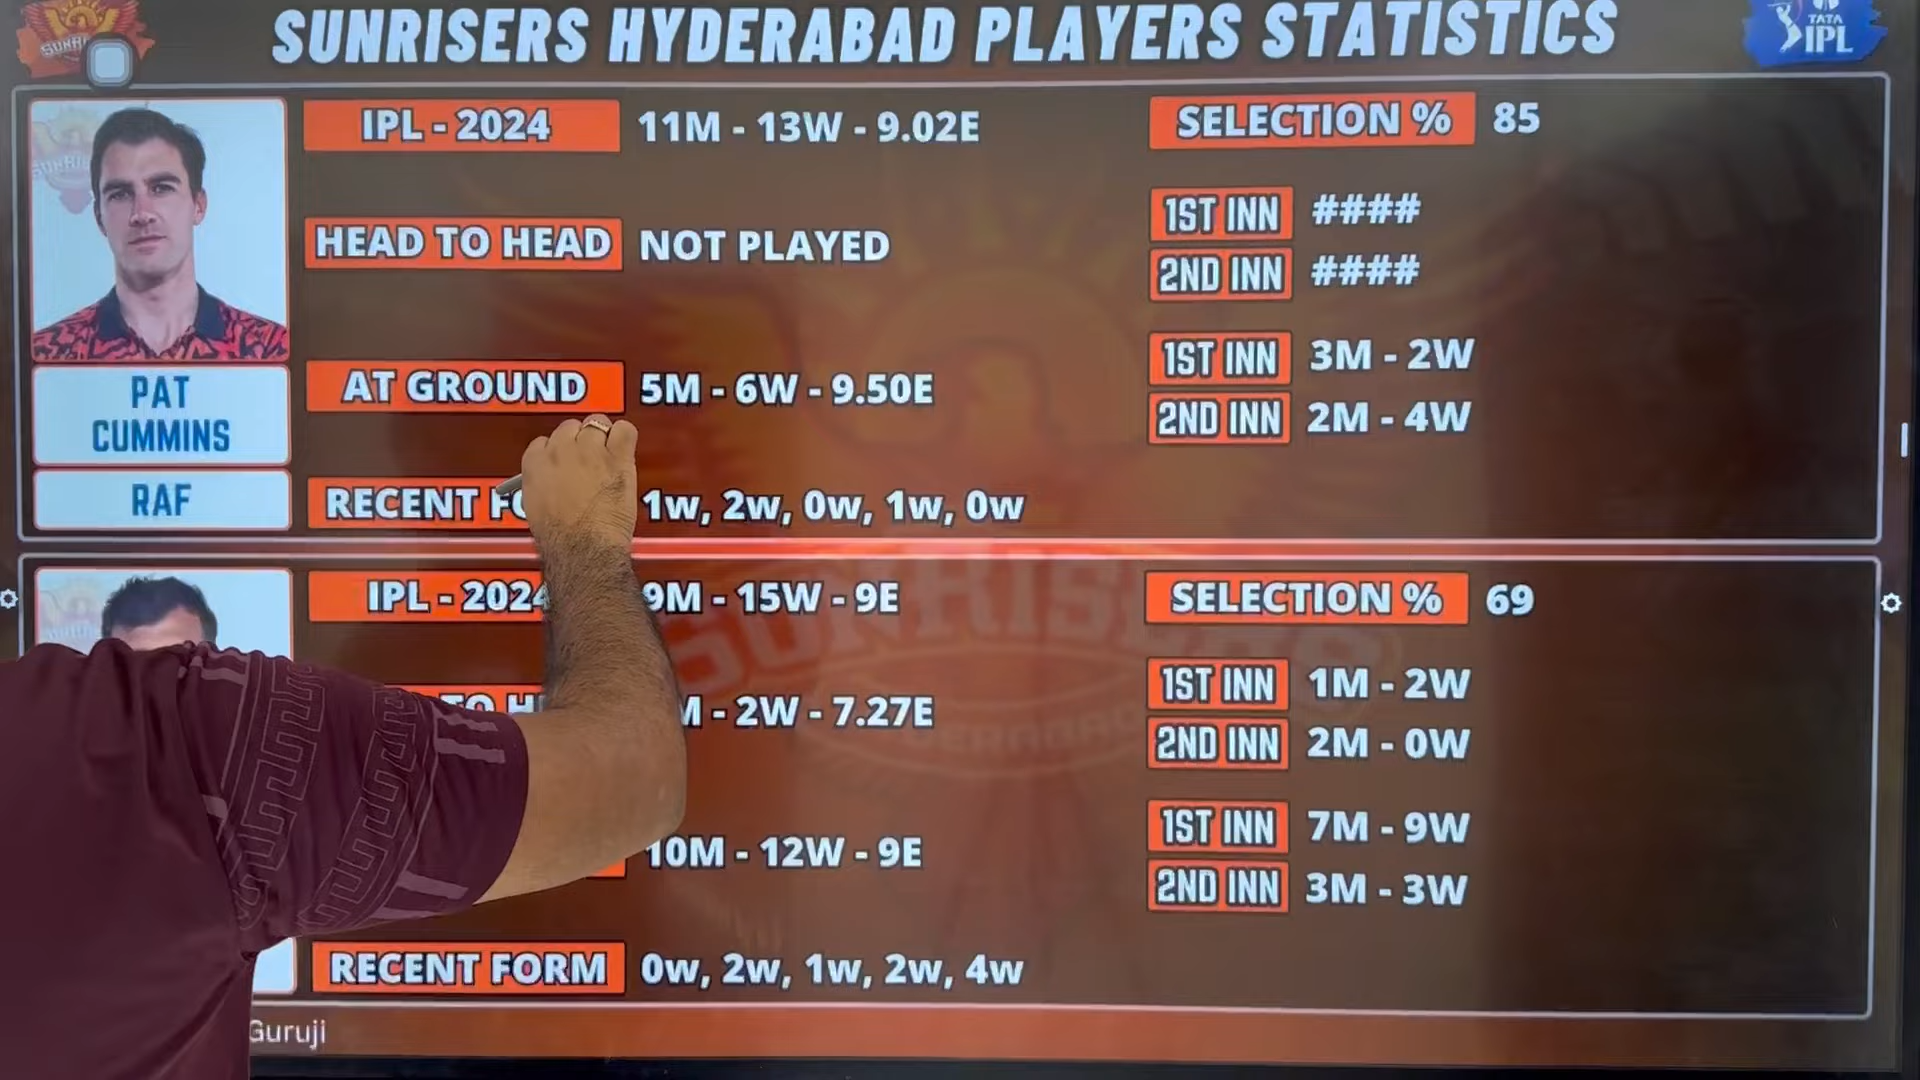 SUNRISERS HYDERABAD PLAYERS STATISTICS
TATA
IPL
IPL - 2024 11M - 13W - 9.02E SELECTION % 85
HEAD TO HEAD NOT PLAYED
1ST INN ####
2ND INN ####
PAT
CUMMINS
RAF
AT GROUND 5M - 6W - 9.50E
1ST INN 3M - 2W
2ND INN 2M - 4W
RECENT 1w, 2w, 0w, 1w, 0w
IPL - 2024 9M - 15W - 9E SELECTION % 69
TO M - 2W - 7.27E
1ST INN 1M - 2W
2ND INN 2M - 0W
10M - 12W - 9E
1ST INN 7M - 9W
2ND INN 3M - 3W
RECENT FORM 0w, 2w, 1w, 2w, 4w
Guruji